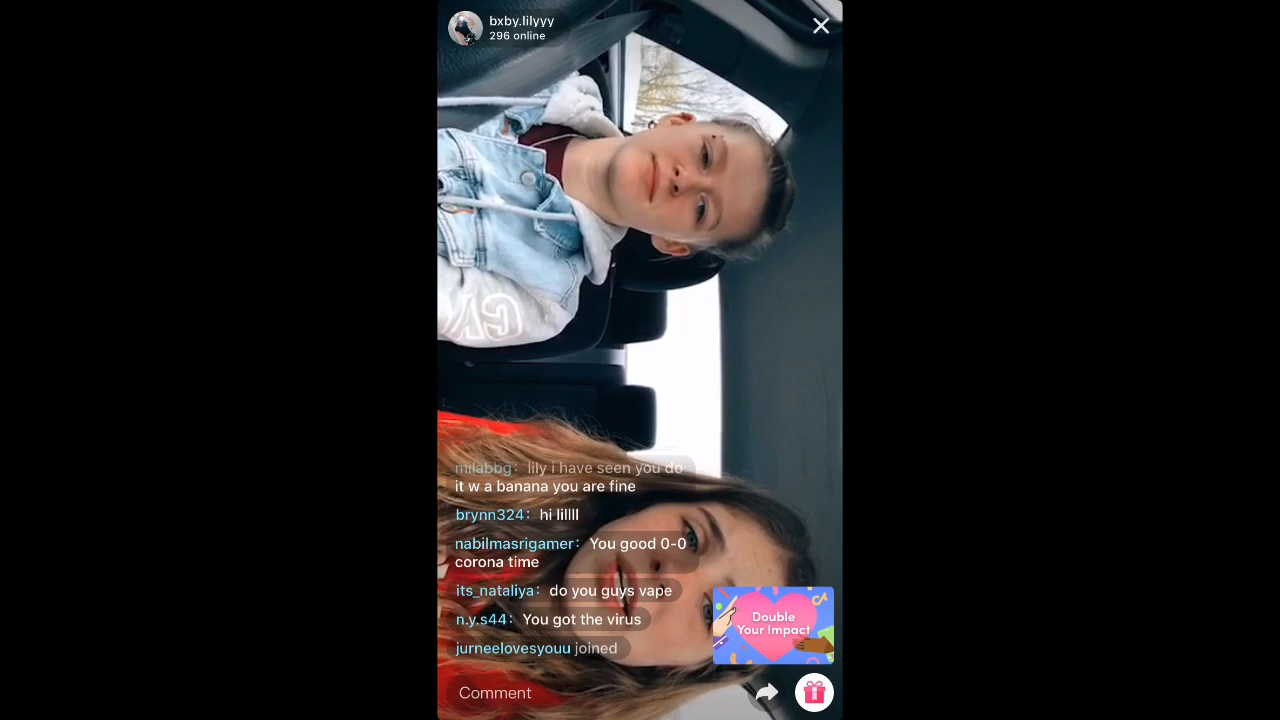 bxby.lilyyy
296 online
milabbg: lily i have seen you do
it w a banana you are fine
brynn324: hi lillll
nabilmasrigamer: You good 0-0
corona time
its_nataliya: do you guys vape
n.y.s44: You got the virus
jurneelovesyouu joined
Double
Your Impact
Comment